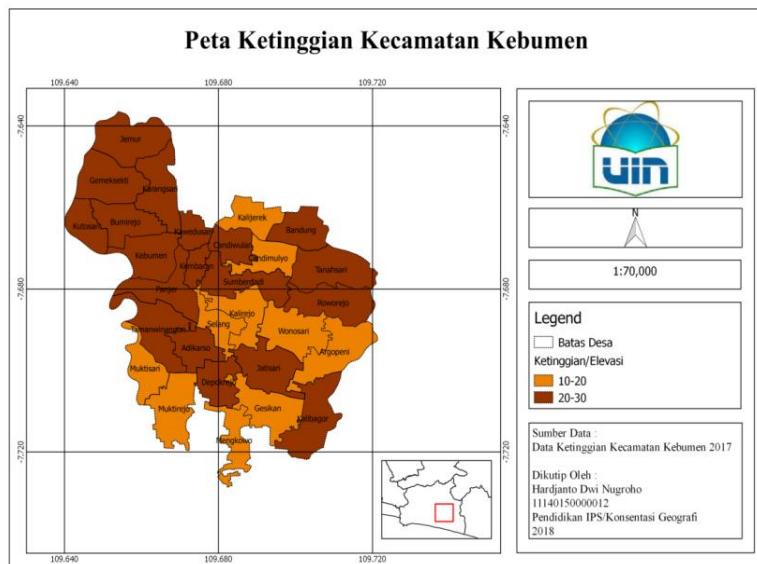 Peta Ketinggian Kecamatan Kebumen
109.640 109.680 109.720
-7.640 -7.640
Jemur
Gemeksekti
Karangsari
Kalijerek
Kutosari
Bumirejo
Kawedusan
Bandung
Candiwulan
Kebumen
Candimulyo
Kembaran
Tanahsari
Sumberdadi
-7.680 -7.680
Panjer
Roworejo
Kalirejo
Tamanwinangun
Selang
Wonosari
Adikarso
Argopeni
Muktisari
Jatisari
Depokrejo
Muktirejo
Gesikan
Kalibagor
Mengkowo
-7.720 -7.720
109.640 109.680 109.720
uin
N
1:70,000
Legend
Batas Desa
Ketinggian/Elevasi
10-20
20-30
Sumber Data :
Data Ketinggian Kecamatan Kebumen 2017
Dikutip Oleh :
Hardjanto Dwi Nugroho
11140150000012
Pendidikan IPS/Konsentasi Geografi
2018